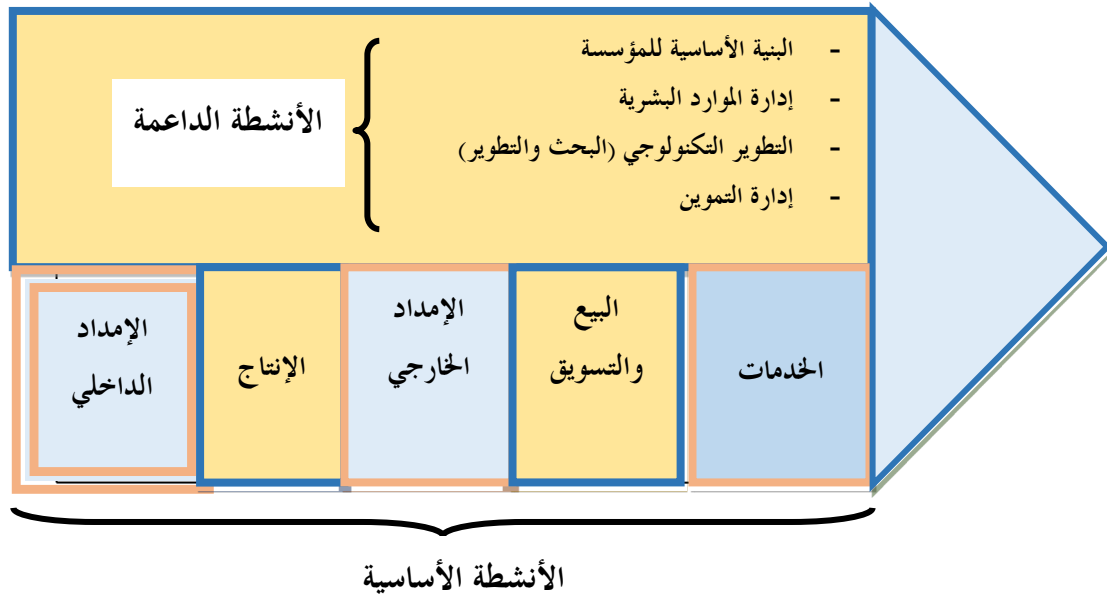 - البنية الأساسية للمؤسسة
- إدارة الموارد البشرية
- التطوير التكنولوجي (البحث والتطوير)
- إدارة التموين
الأنشطة الداعمة
الإمداد
الداخلي
الإنتاج
الإمداد
الخارجي
البيع
والتسويق
الخدمات
الأنشطة الأساسية